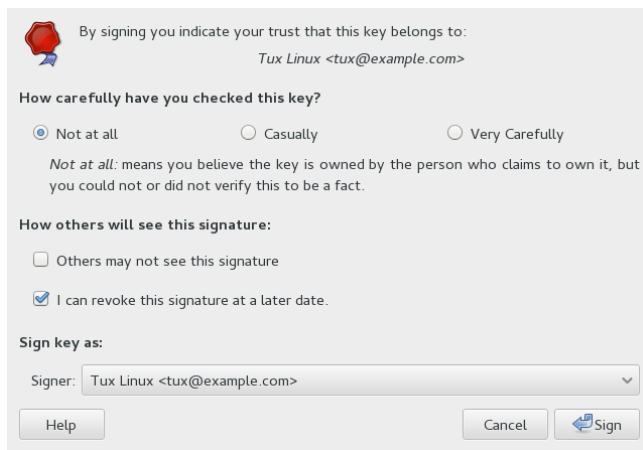 By signing you indicate your trust that this key belongs to:
Tux Linux <tux@example.com>
How carefully have you checked this key?
Not at all
Casually
Very Carefully
Not at all: means you believe the key is owned by the person who claims to own it, but
you could not or did not verify this to be a fact.
How others will see this signature:
Others may not see this signature
I can revoke this signature at a later date.
Sign key as:
Signer: Tux Linux <tux@example.com>
Help
Cancel
Sign